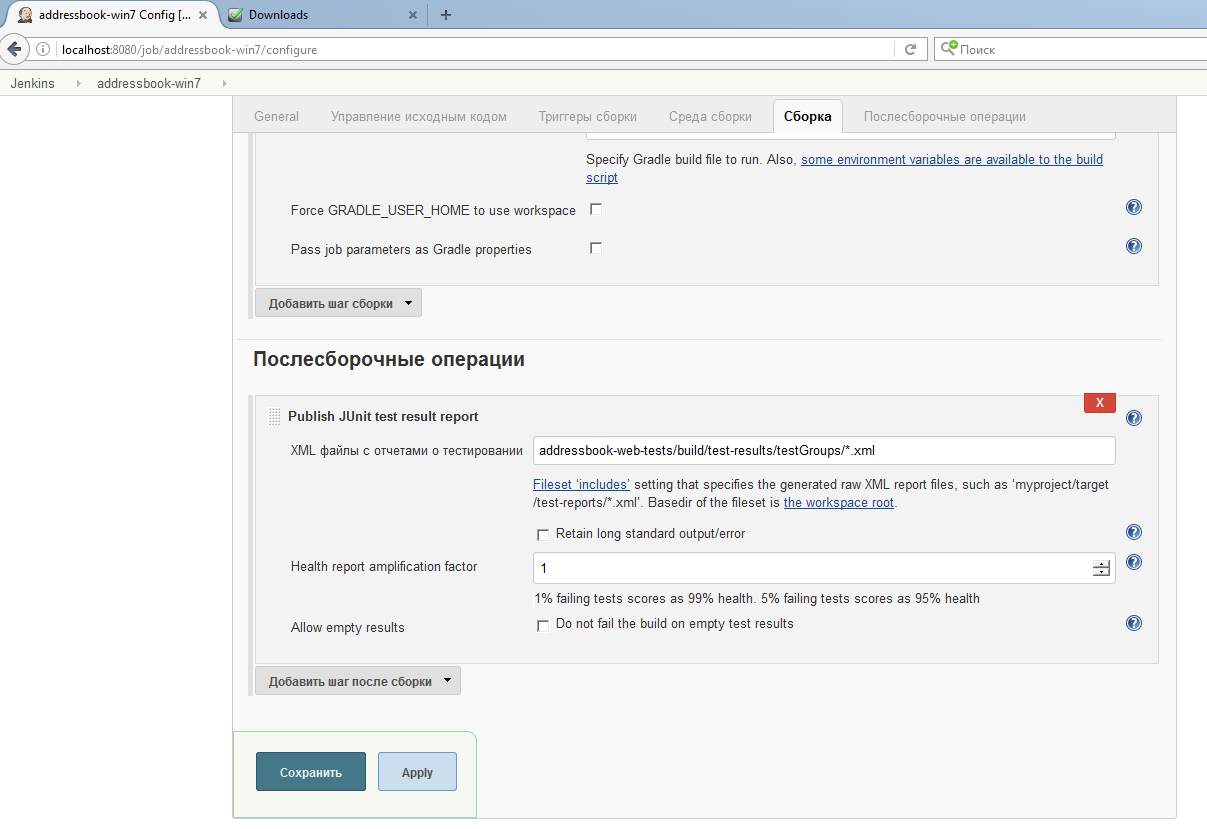 addressbook-win7 Config [...
Downloads
localhost:8080/job/addressbook-win7/configure
Поиск
Jenkins
addressbook-win7
General
Управление исходным кодом
Триггеры сборки
Среда сборки
Сборка
Послесборочные операции
Specify Gradle build file to run. Also, some environment variables are available to the build
script
Force GRADLE_USER_HOME to use workspace
Pass job parameters as Gradle properties
Добавить шаг сборки
Послесборочные операции
X
Publish JUnit test result report
XML файлы с отчетами о тестировании
addressbook-web-tests/build/test-results/testGroups/*.xml
Fileset ‘includes’ setting that specifies the generated raw XML report files, such as ‘myproject/target
/test-reports/*.xml’. Basedir of the fileset is the workspace root.
Retain long standard output/error
Health report amplification factor
1
1% failing tests scores as 99% health. 5% failing tests scores as 95% health
Allow empty results
Do not fail the build on empty test results
Добавить шаг после сборки
Сохранить
Apply